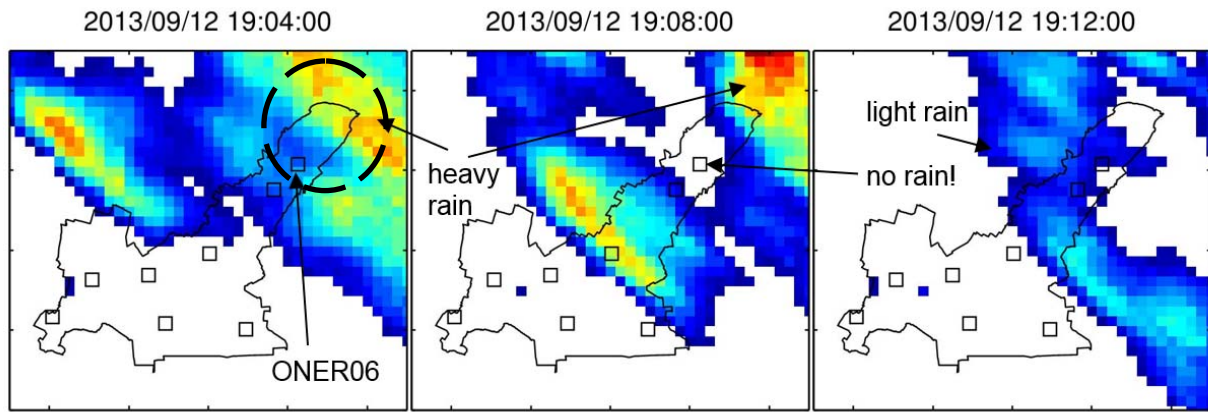 2013/09/12 19:04:00
2013/09/12 19:08:00
2013/09/12 19:12:00
heavy
rain
light rain
no rain!
ONER06